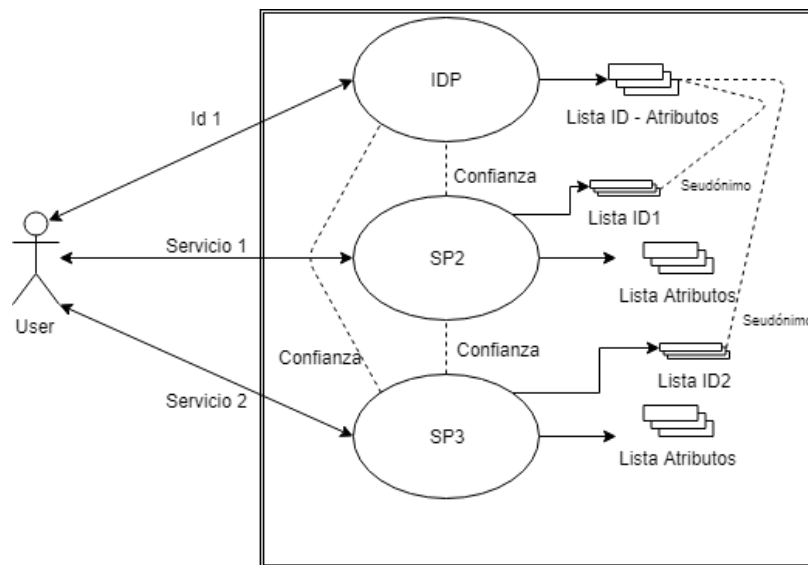 IDP
Id 1
Lista ID - Atributos
Confianza
Seudónimo
Lista ID1
Servicio 1
SP2
Lista Atributos
User
Seudónimo
Confianza
Confianza
Lista ID2
Servicio 2
SP3
Lista Atributos